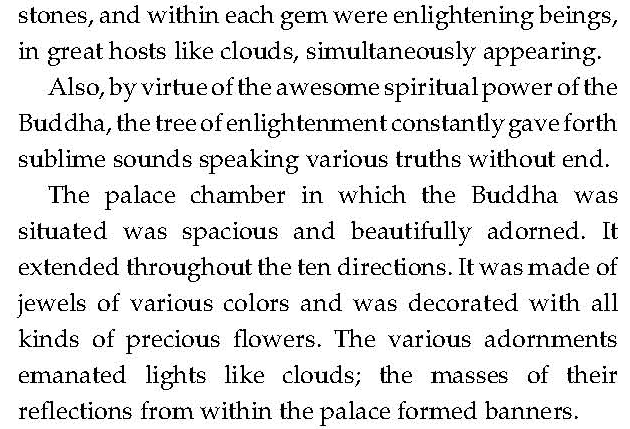 stones, and within each gem were enlightening beings,
in great hosts like clouds, simultaneously appearing.
Also, by virtue of the awesome spiritual power of the
Buddha, the tree of enlightenment constantly gave forth
sublime sounds speaking various truths without end.
The palace chamber in which the Buddha was
situated was spacious and beautifully adorned. It
extended throughout the ten directions. It was made of
jewels of various colors and was decorated with all
kinds of precious flowers. The various adornments
emanated lights like clouds; the masses of their
reflections from within the palace formed banners.